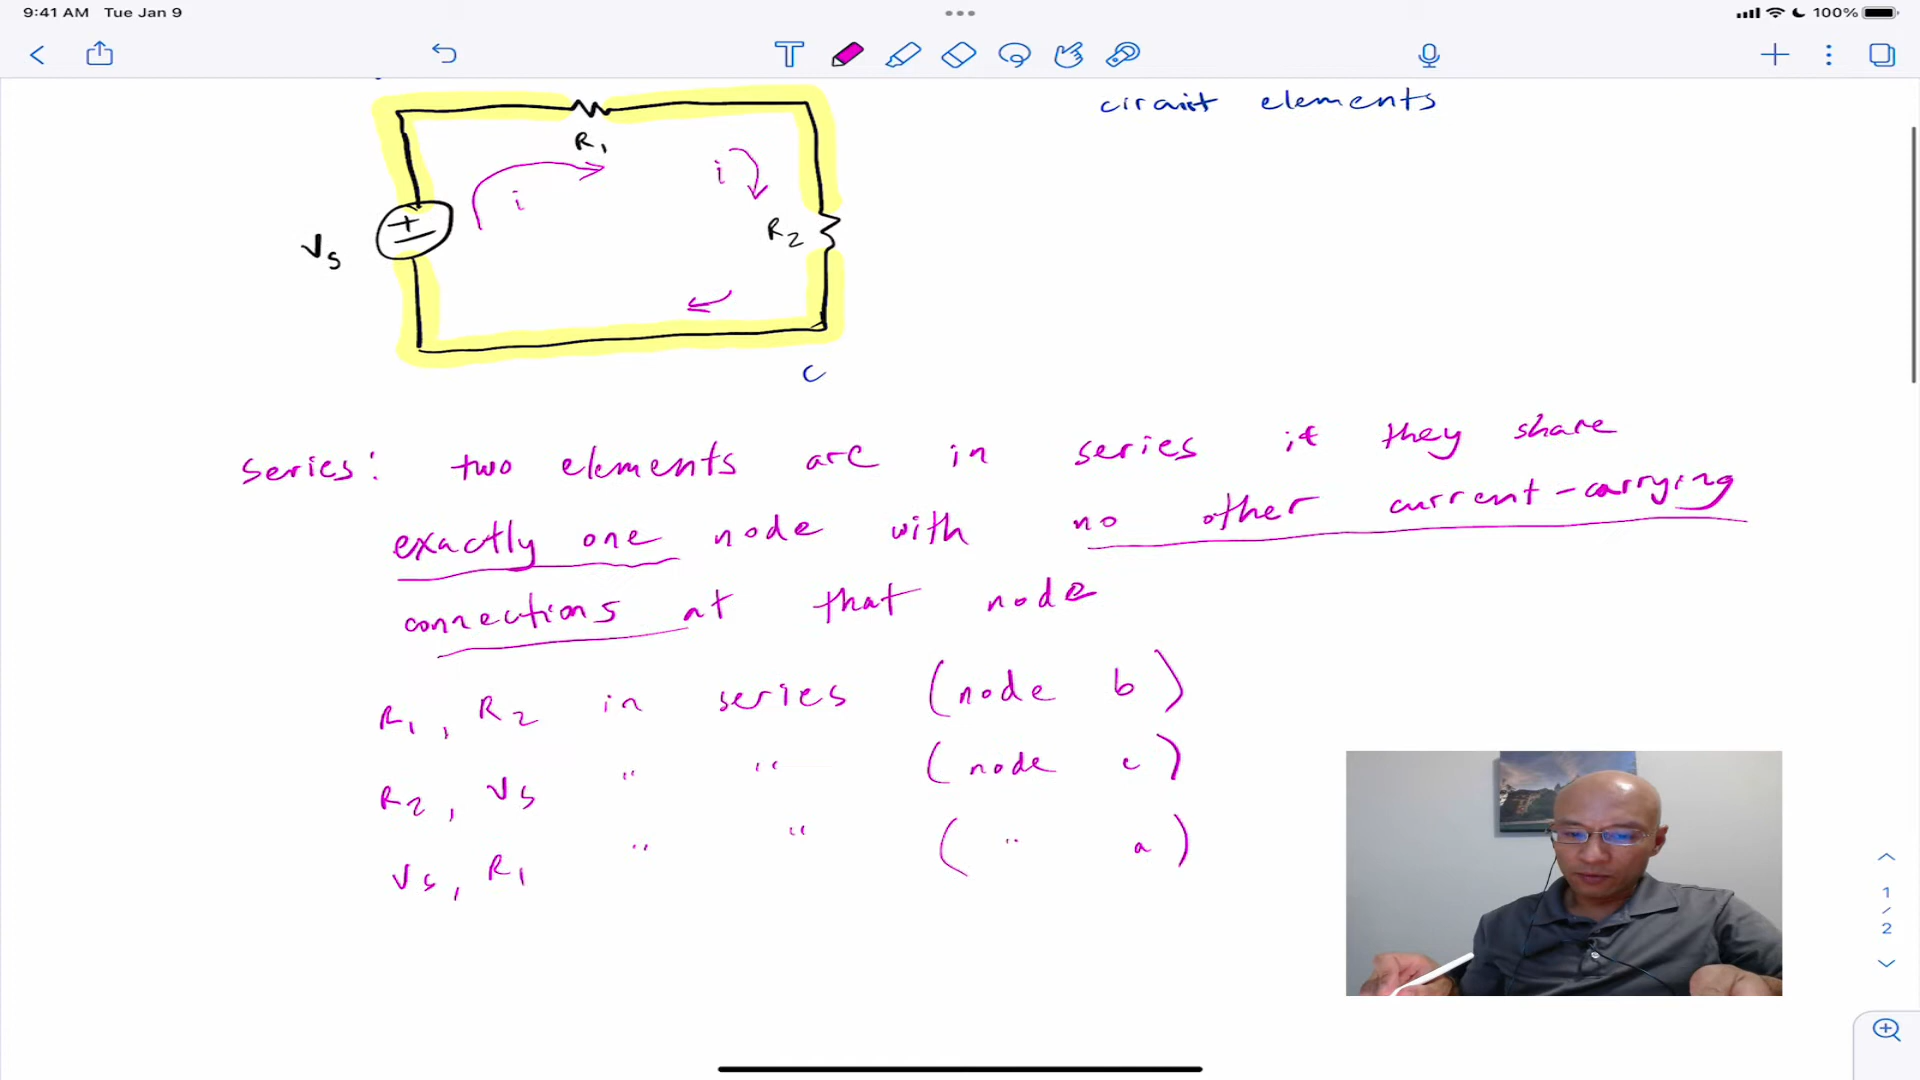 9:41 AM Tue Jan 9
100%
circuit elements
R1
i
i
R2
Vs
c
series: two elements are in series if they share
exactly one node with no other current-carrying
connections at that node
R1, R2 in series (node b)
R2, Vs " " (node c)
Vs, R1 " " ( " a)
1
/
2